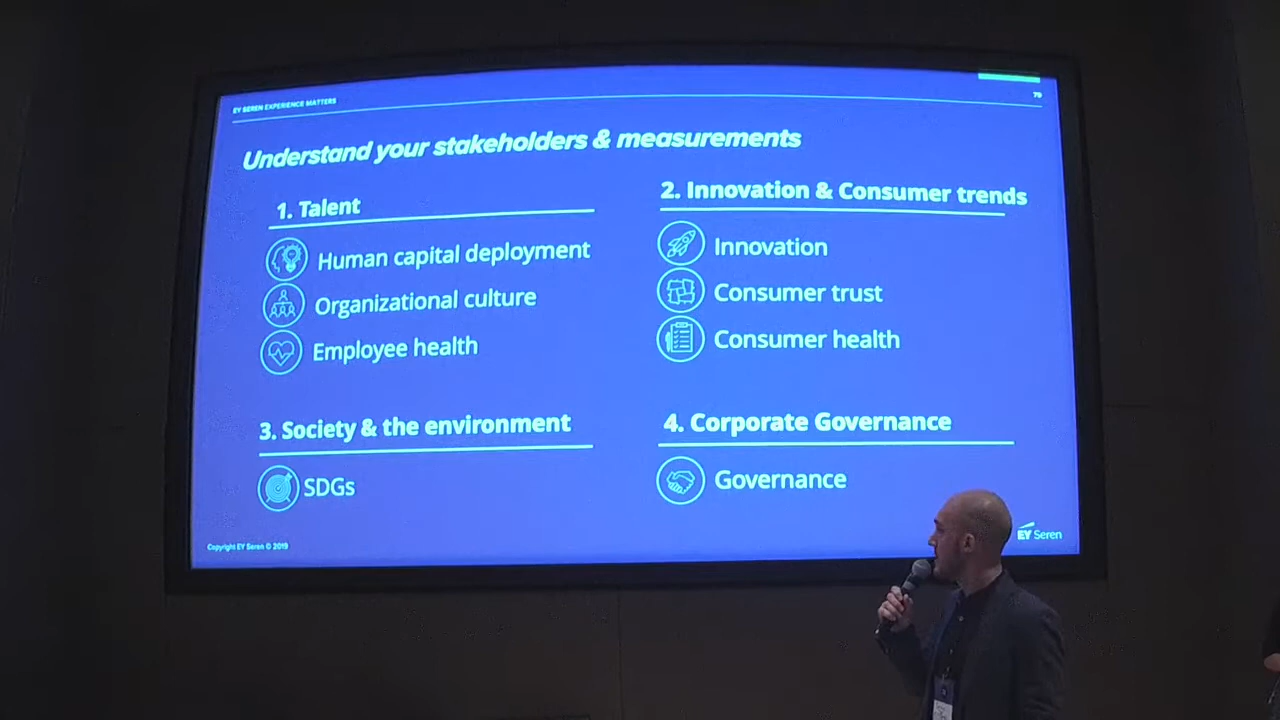 EY SEREN EXPERIENCE MATTERS
79
Understand your stakeholders & measurements
1. Talent
Human capital deployment
Organizational culture
Employee health
2. Innovation & Consumer trends
Innovation
Consumer trust
Consumer health
3. Society & the environment
SDGs
4. Corporate Governance
Governance
Copyright EY Seren © 2019
EY Seren